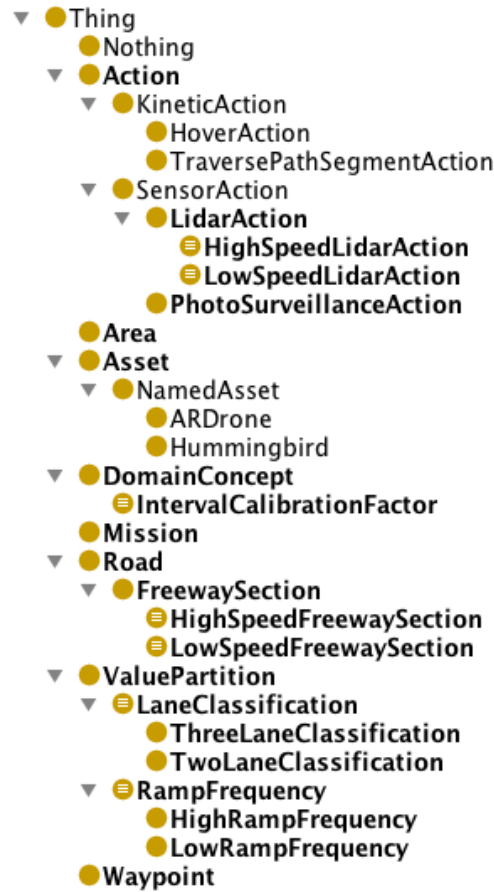 Thing
Nothing
Action
KineticAction
HoverAction
TraversePathSegmentAction
SensorAction
LidarAction
HighSpeedLidarAction
LowSpeedLidarAction
PhotoSurveillanceAction
Area
Asset
NamedAsset
ARDrone
Hummingbird
DomainConcept
IntervalCalibrationFactor
Mission
Road
FreewaySection
HighSpeedFreewaySection
LowSpeedFreewaySection
ValuePartition
LaneClassification
ThreeLaneClassification
TwoLaneClassification
RampFrequency
HighRampFrequency
LowRampFrequency
Waypoint